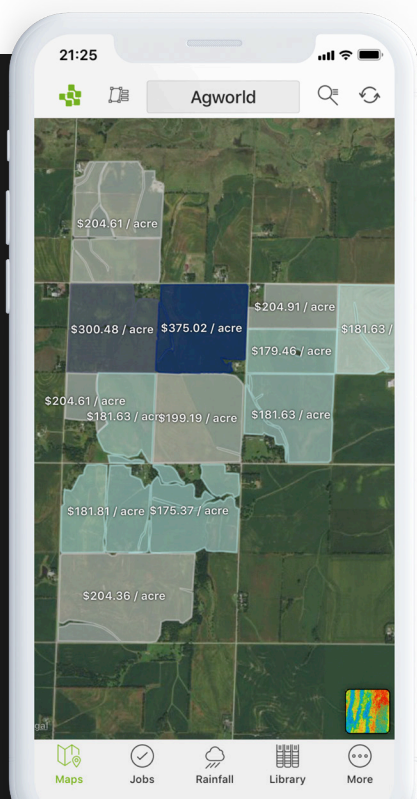 21:25
Agworld
$204.61 / acre
$204.91 / acre
$300.48 / acre
$375.02 / acre
$181.63 /
$179.46 / acre
$204.61 / acre
$181.63 / acr
$199.19 / acre
$181.63 / acre
$181.81 / acre
$175.37 / acre
$204.36 / acre
gal
Maps
Jobs
Rainfall
Library
More